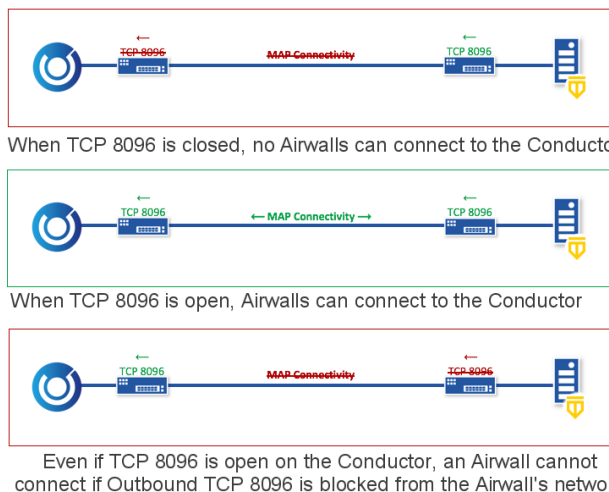 ← ←
TCP 8096 MAP Connectivity TCP 8096
When TCP 8096 is closed, no Airwalls can connect to the Conducto
← ←
TCP 8096 ← MAP Connectivity → TCP 8096
When TCP 8096 is open, Airwalls can connect to the Conductor
← ←
TCP 8096 MAP Connectivity TCP 8096
Even if TCP 8096 is open on the Conductor, an Airwall cannot
connect if Outbound TCP 8096 is blocked from the Airwall's netwo